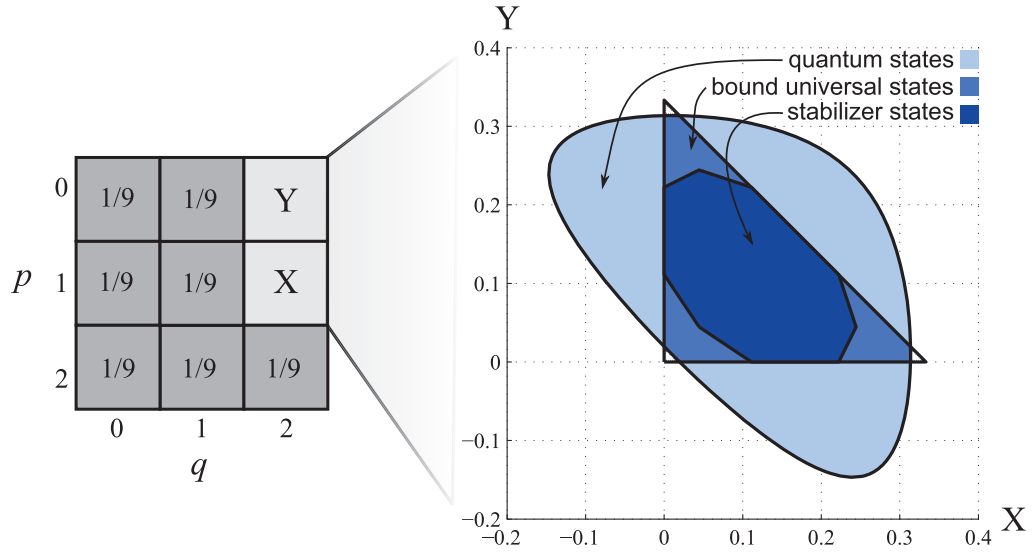 Y
0.4
quantum states
bound universal states
stabilizer states
0.3
0 1/9 1/9 Y
0.2
p 1 1/9 1/9 X
0.1
2 1/9 1/9 1/9
0
0 1 2
q
−0.1
−0.2
−0.2 −0.1 0 0.1 0.2 0.3 0.4
X